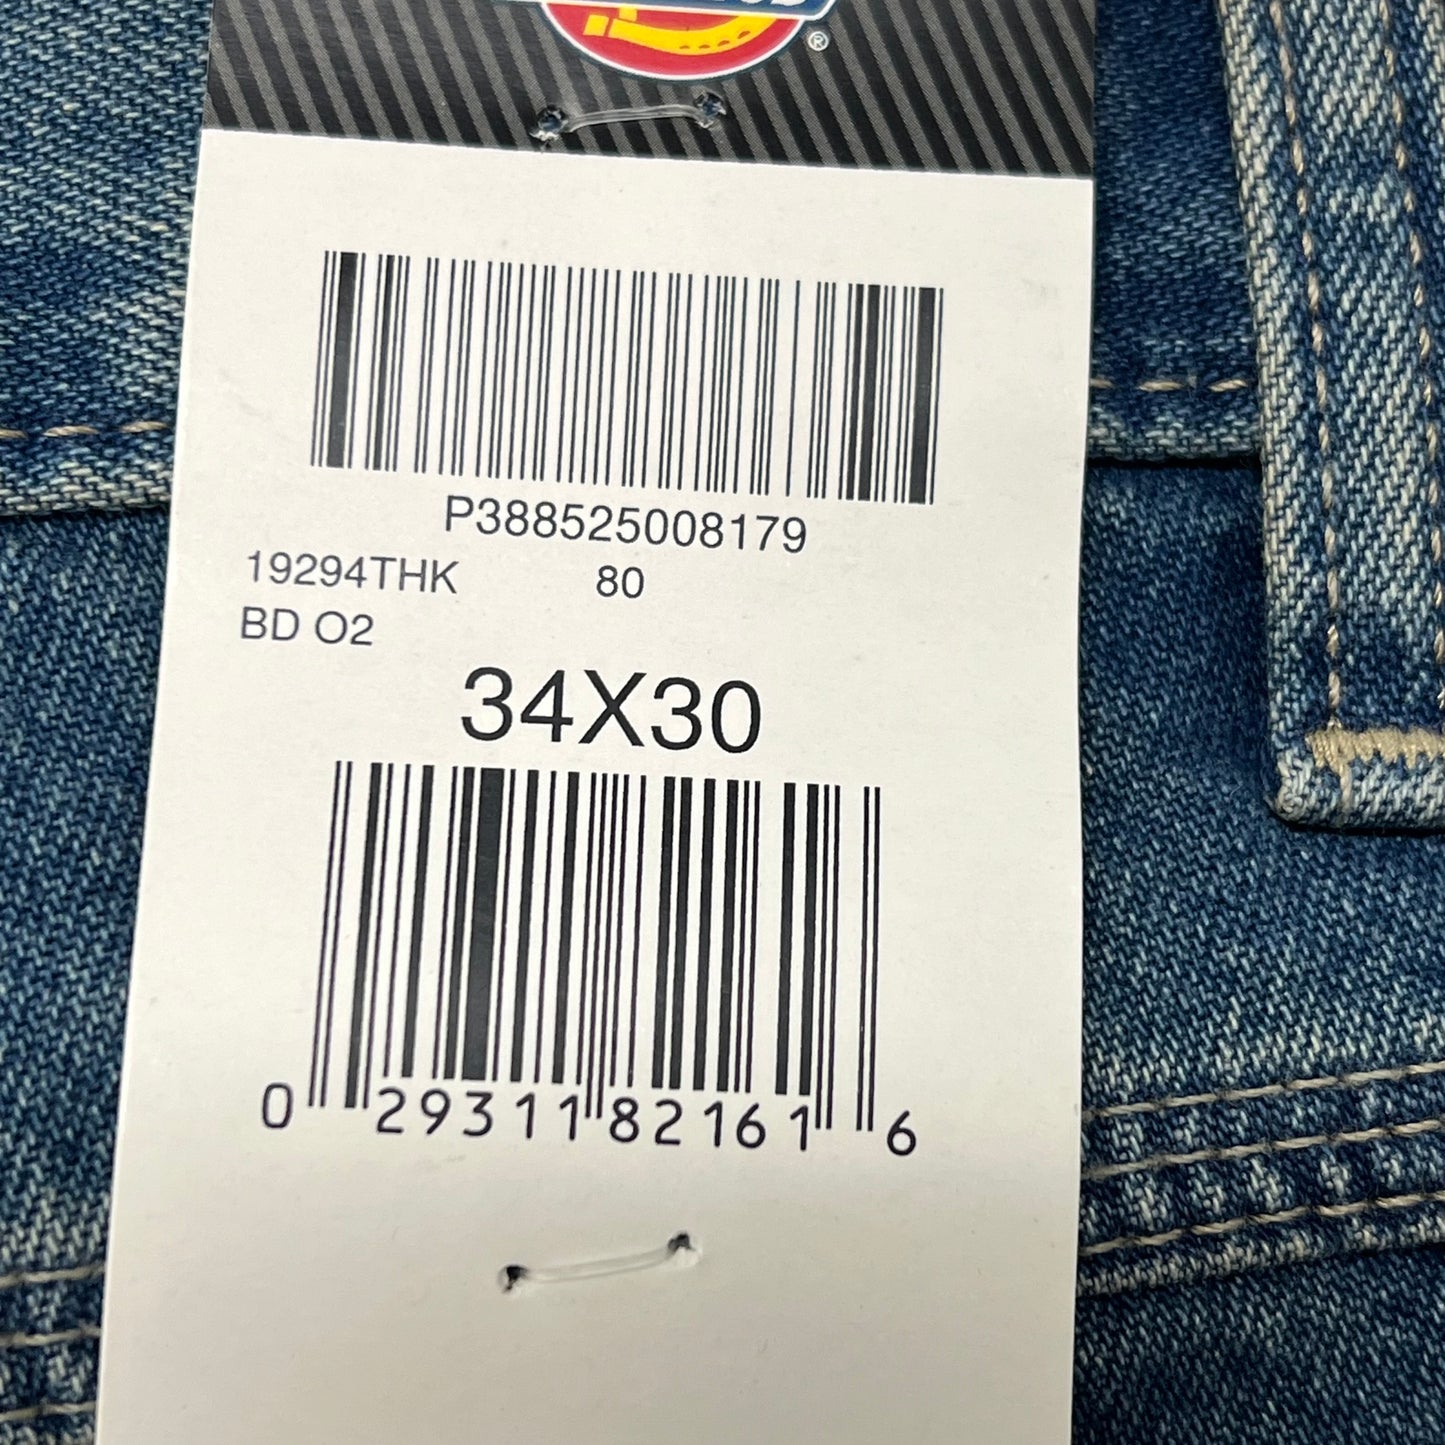 ®
P388525008179
19294THK 80
BD O2
34X30
0 29311 82161 6